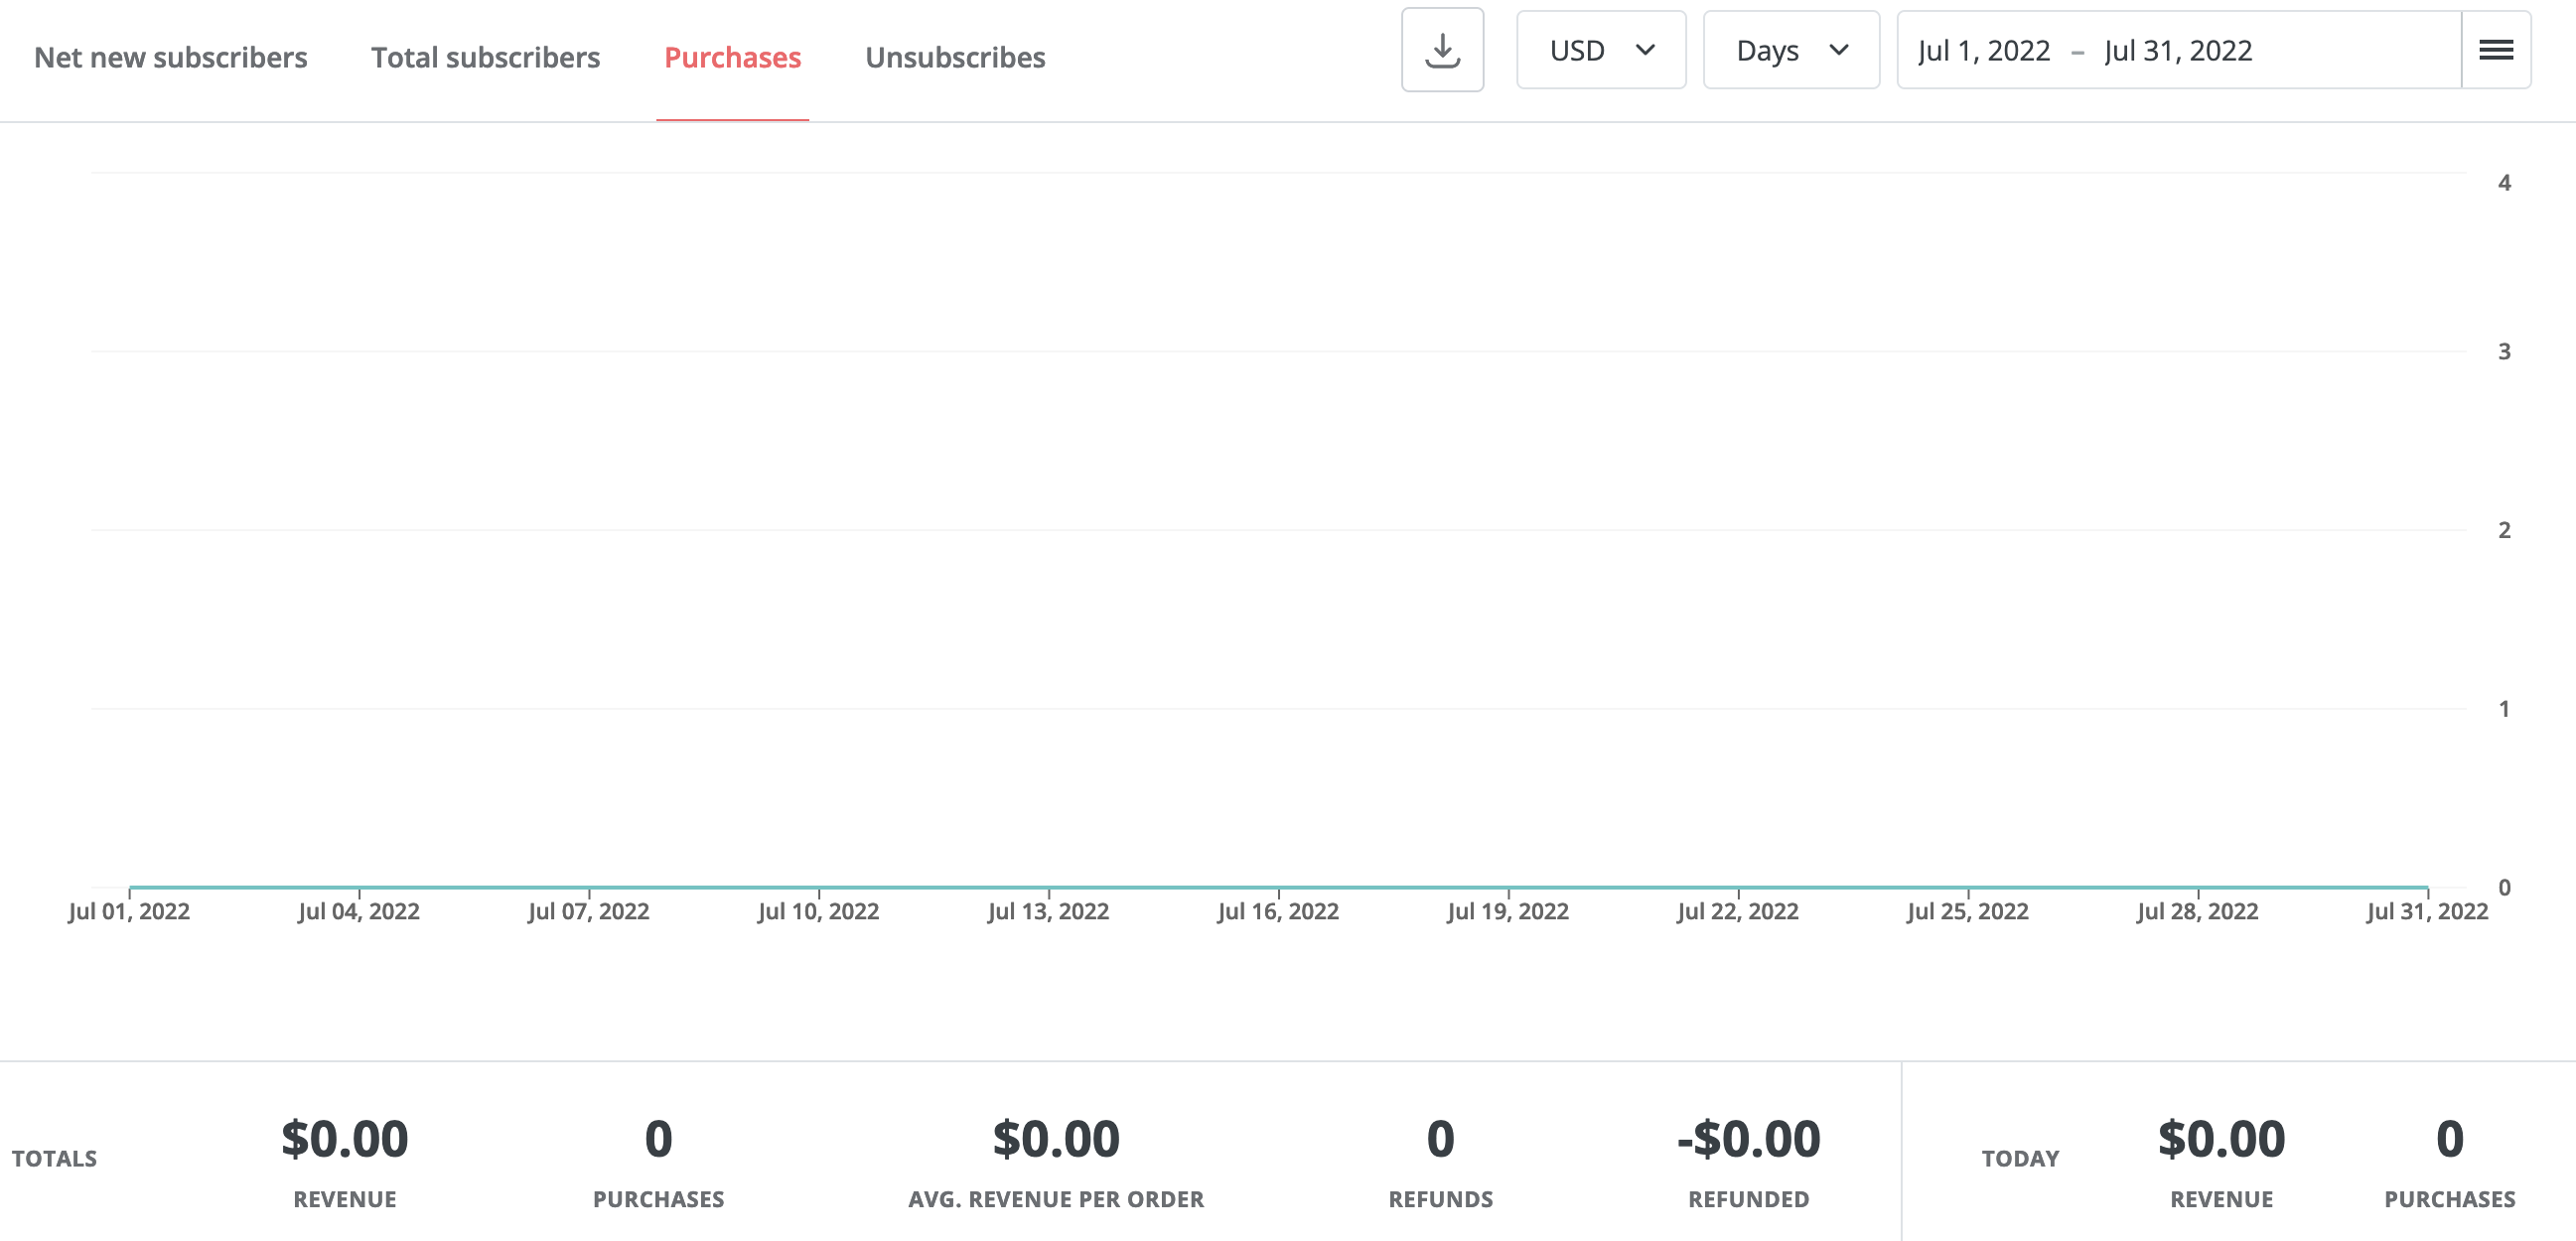 Net new subscribers Total subscribers Purchases Unsubscribes USD Days Jul 1, 2022 – Jul 31, 2022
4
3
2
1
0
Jul 01, 2022 Jul 04, 2022 Jul 07, 2022 Jul 10, 2022 Jul 13, 2022 Jul 16, 2022 Jul 19, 2022 Jul 22, 2022 Jul 25, 2022 Jul 28, 2022 Jul 31, 2022
TOTALS
$0.00 0 $0.00 0 -$0.00
REVENUE PURCHASES AVG. REVENUE PER ORDER REFUNDS REFUNDED
TODAY
$0.00 0
REVENUE PURCHASES